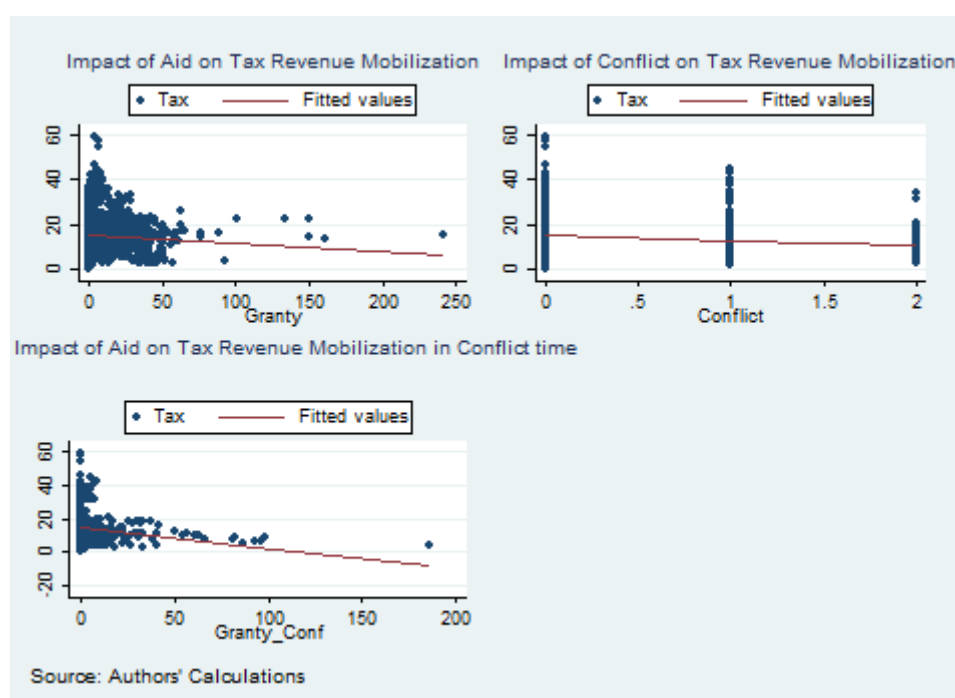 Impact of Aid on Tax Revenue Mobilization
Tax Fitted values
60
40
20
0
0 50 100 150 200 250
Granty
Impact of Conflict on Tax Revenue Mobilization
Tax Fitted values
60
40
20
0
0 .5 1 1.5 2
Conflict
Impact of Aid on Tax Revenue Mobilization in Conflict time
Tax Fitted values
60
40
20
0
-20
0 50 100 150 200
Granty_Conf
Source: Authors' Calculations